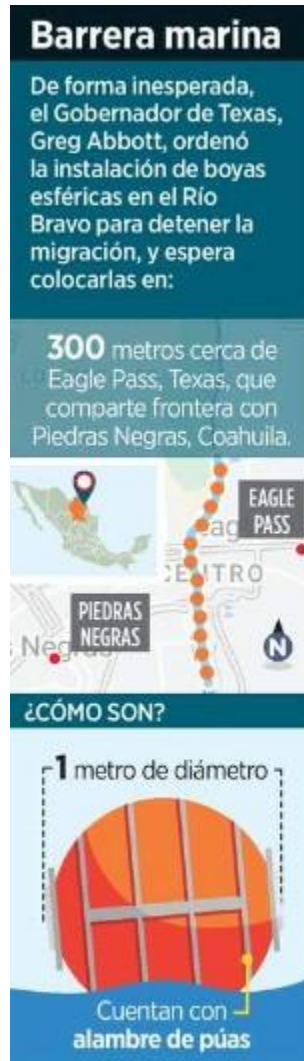 Barrera marina
De forma inesperada,
el Gobernador de Texas,
Greg Abbott, ordenó
la instalación de boyas
esféricas en el Río
Bravo para detener la
migración, y espera
colocarlas en:
300 metros cerca de
Eagle Pass, Texas, que
comparte frontera con
Piedras Negras, Coahuila.
EAGLE
PASS
CENTRO
PIEDRAS
NEGRAS
N
¿CÓMO SON?
1 metro de diámetro
Cuentan con
alambre de púas